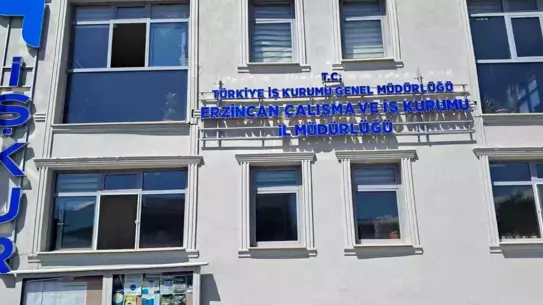 T.C.
TÜRKİYE İŞ KURUMU GENEL MÜDÜRLÜĞÜ
ERZİNCAN ÇALIŞMA VE İŞ KURUMU
İL MÜDÜRLÜĞÜ
İŞKUR